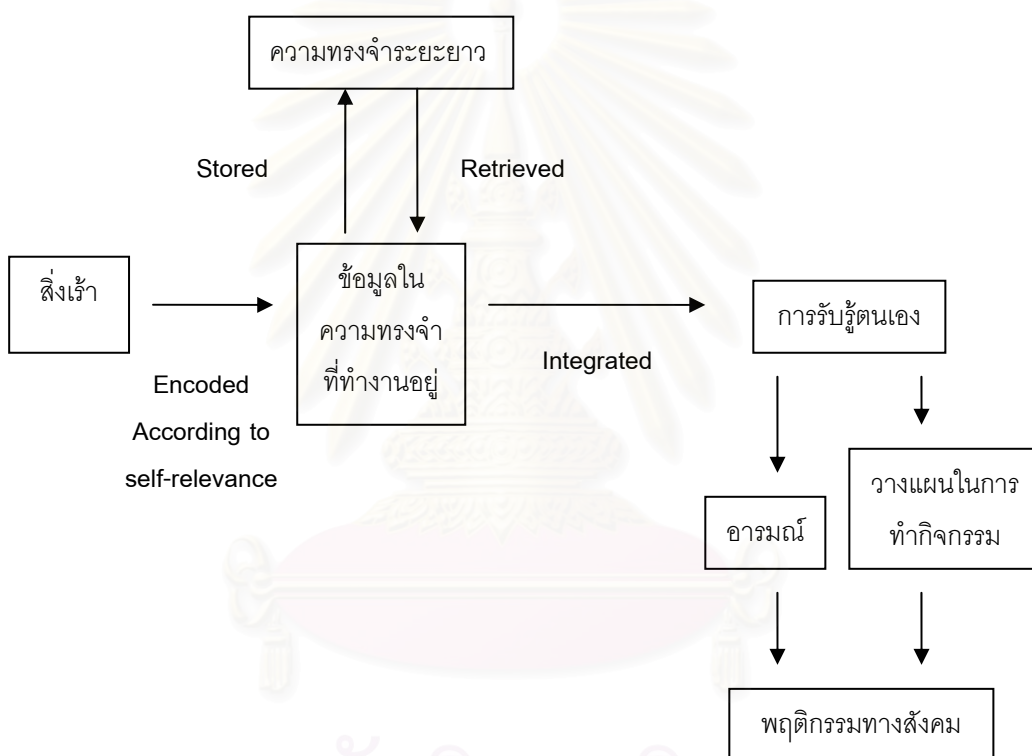 ความทรงจำระยะยาว
Stored
Retrieved
สิ่งเร้า
ข้อมูลใน
ความทรงจำ
ที่ทำงานอยู่
การรับรู้ตนเอง
Integrated
Encoded
According to
self-relevance
อารมณ์
วางแผนในการ
ทำกิจกรรม
พฤติกรรมทางสังคม